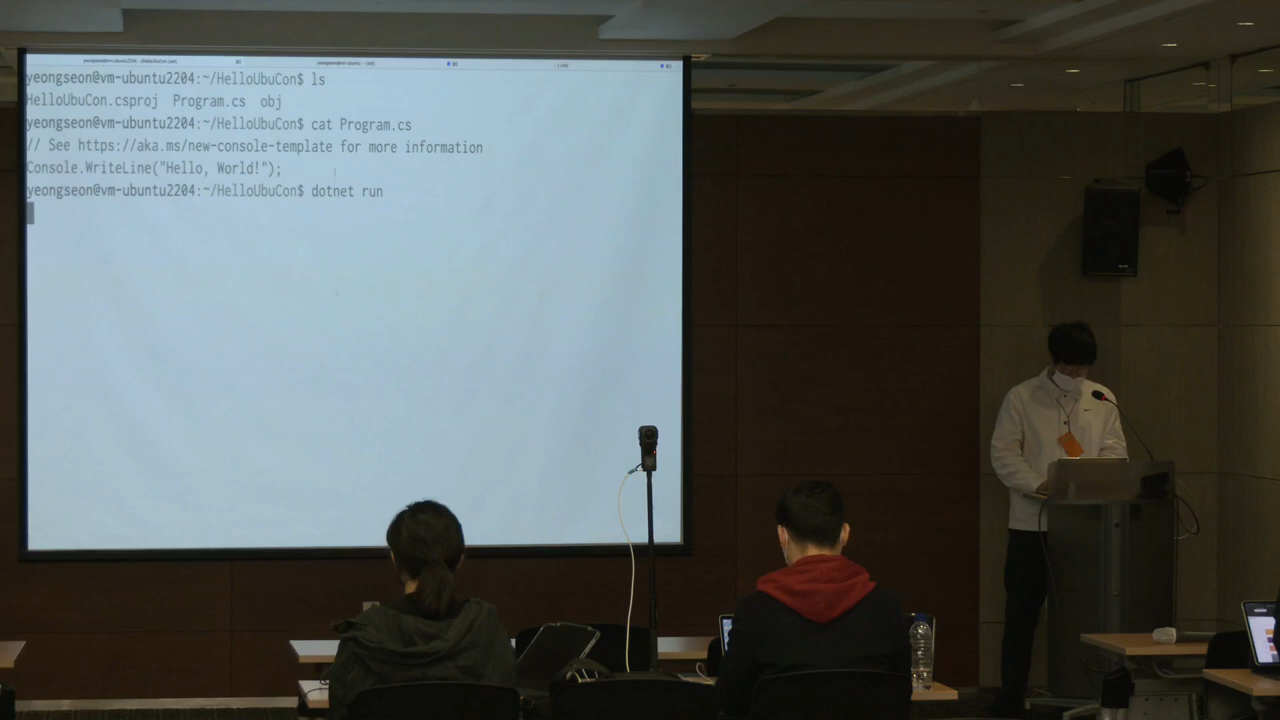 yeongseon@vm-ubuntu2204:~/HelloUbuCon$ ls
HelloUbuCon.csproj  Program.cs  obj
yeongseon@vm-ubuntu2204:~/HelloUbuCon$ cat Program.cs
// See https://aka.ms/new-console-template for more information
Console.WriteLine("Hello, World!");
yeongseon@vm-ubuntu2204:~/HelloUbuCon$ dotnet run